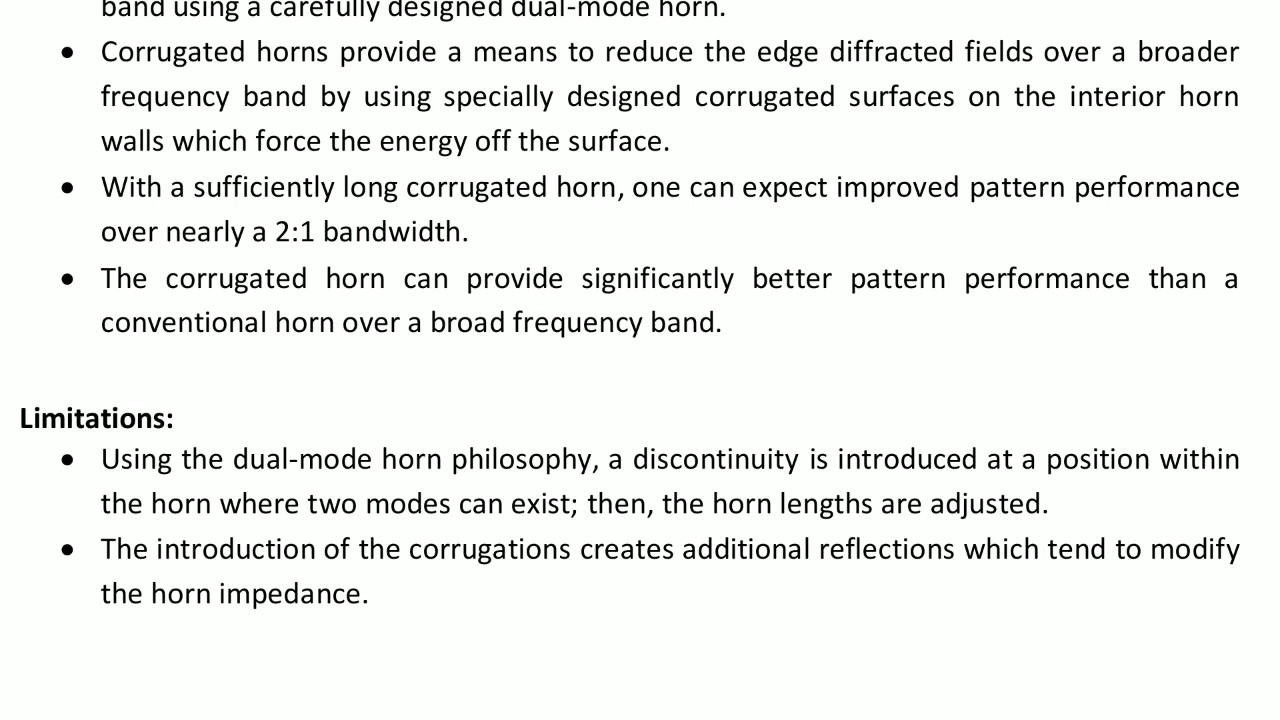 band using a carefully designed dual-mode horn.
• Corrugated horns provide a means to reduce the edge diffracted fields over a broader
frequency band by using specially designed corrugated surfaces on the interior horn
walls which force the energy off the surface.
• With a sufficiently long corrugated horn, one can expect improved pattern performance
over nearly a 2:1 bandwidth.
• The corrugated horn can provide significantly better pattern performance than a
conventional horn over a broad frequency band.
Limitations:
• Using the dual-mode horn philosophy, a discontinuity is introduced at a position within
the horn where two modes can exist; then, the horn lengths are adjusted.
• The introduction of the corrugations creates additional reflections which tend to modify
the horn impedance.